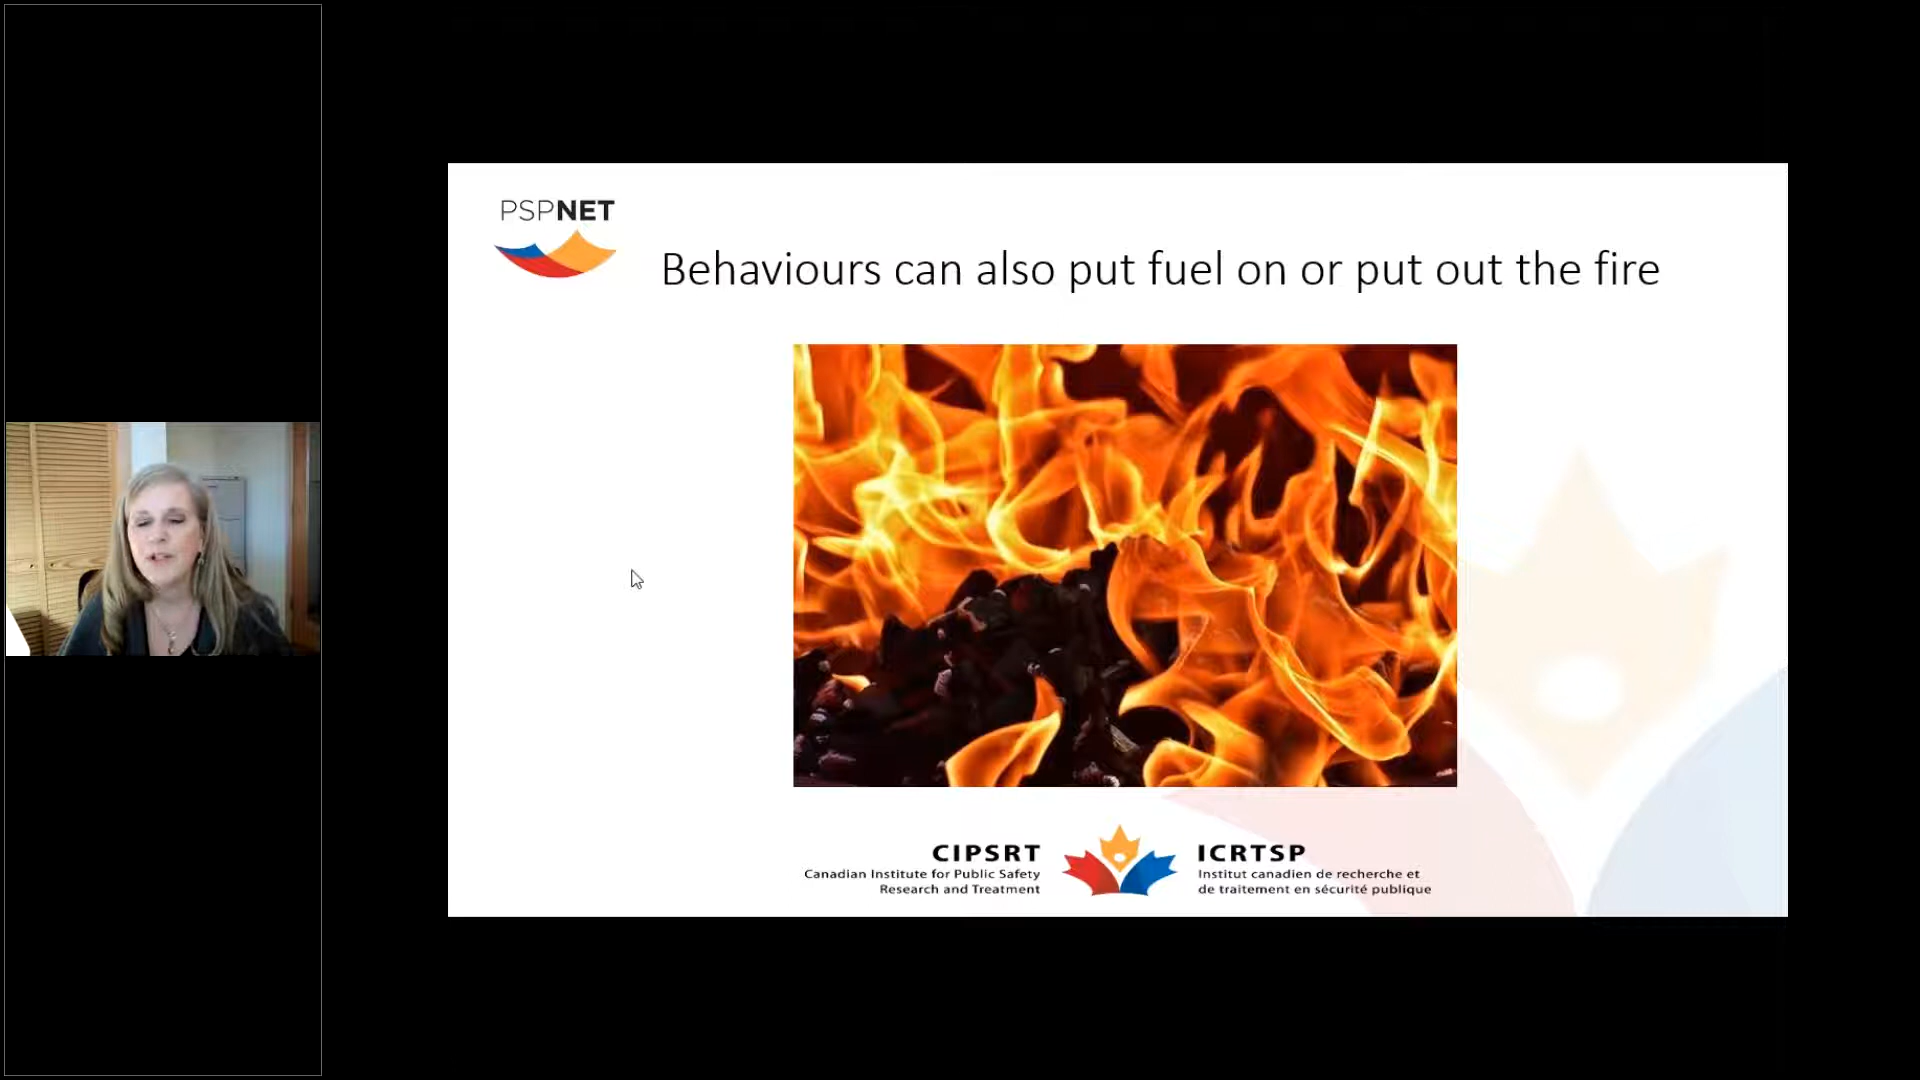 PSPNET
Behaviours can also put fuel on or put out the fire
CIPSRT
Canadian Institute for Public Safety
Research and Treatment
ICRTSP
Institut canadien de recherche et
de traitement en sécurité publique